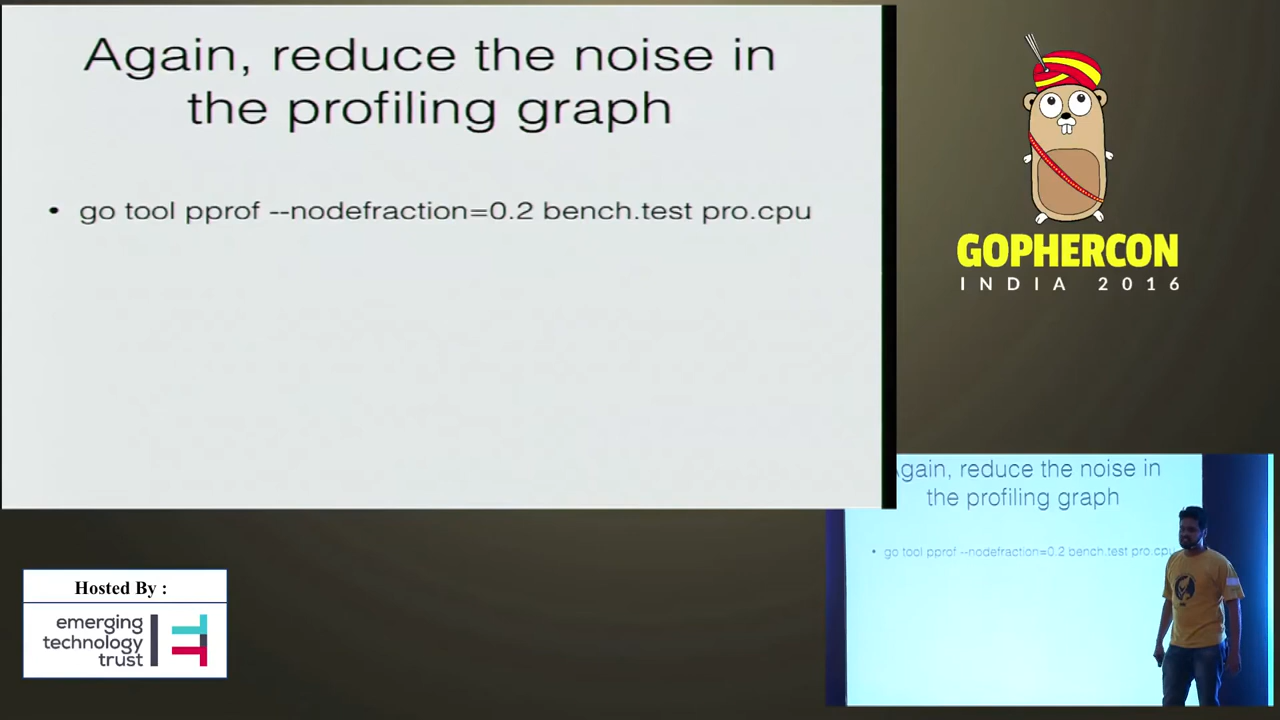 Again, reduce the noise in
the profiling graph
• go tool pprof --nodefraction=0.2 bench.test pro.cpu
GOPHERCON
INDIA 2016
Again, reduce the noise in
the profiling graph
• go tool pprof --nodefraction=0.2 bench.test pro.cpu
Hosted By :
emerging
technology
trust